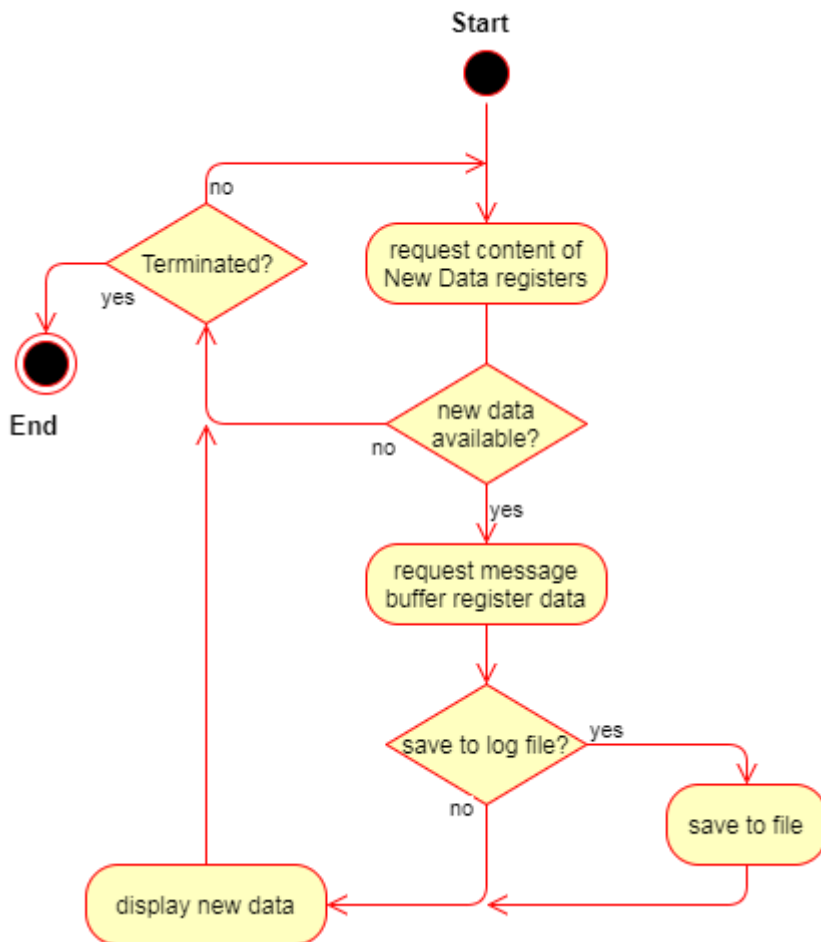 Start
no
Terminated?
yes
End
request content of
New Data registers
new data
available?
no
yes
request message
buffer register data
save to log file?
yes
no
save to file
display new data